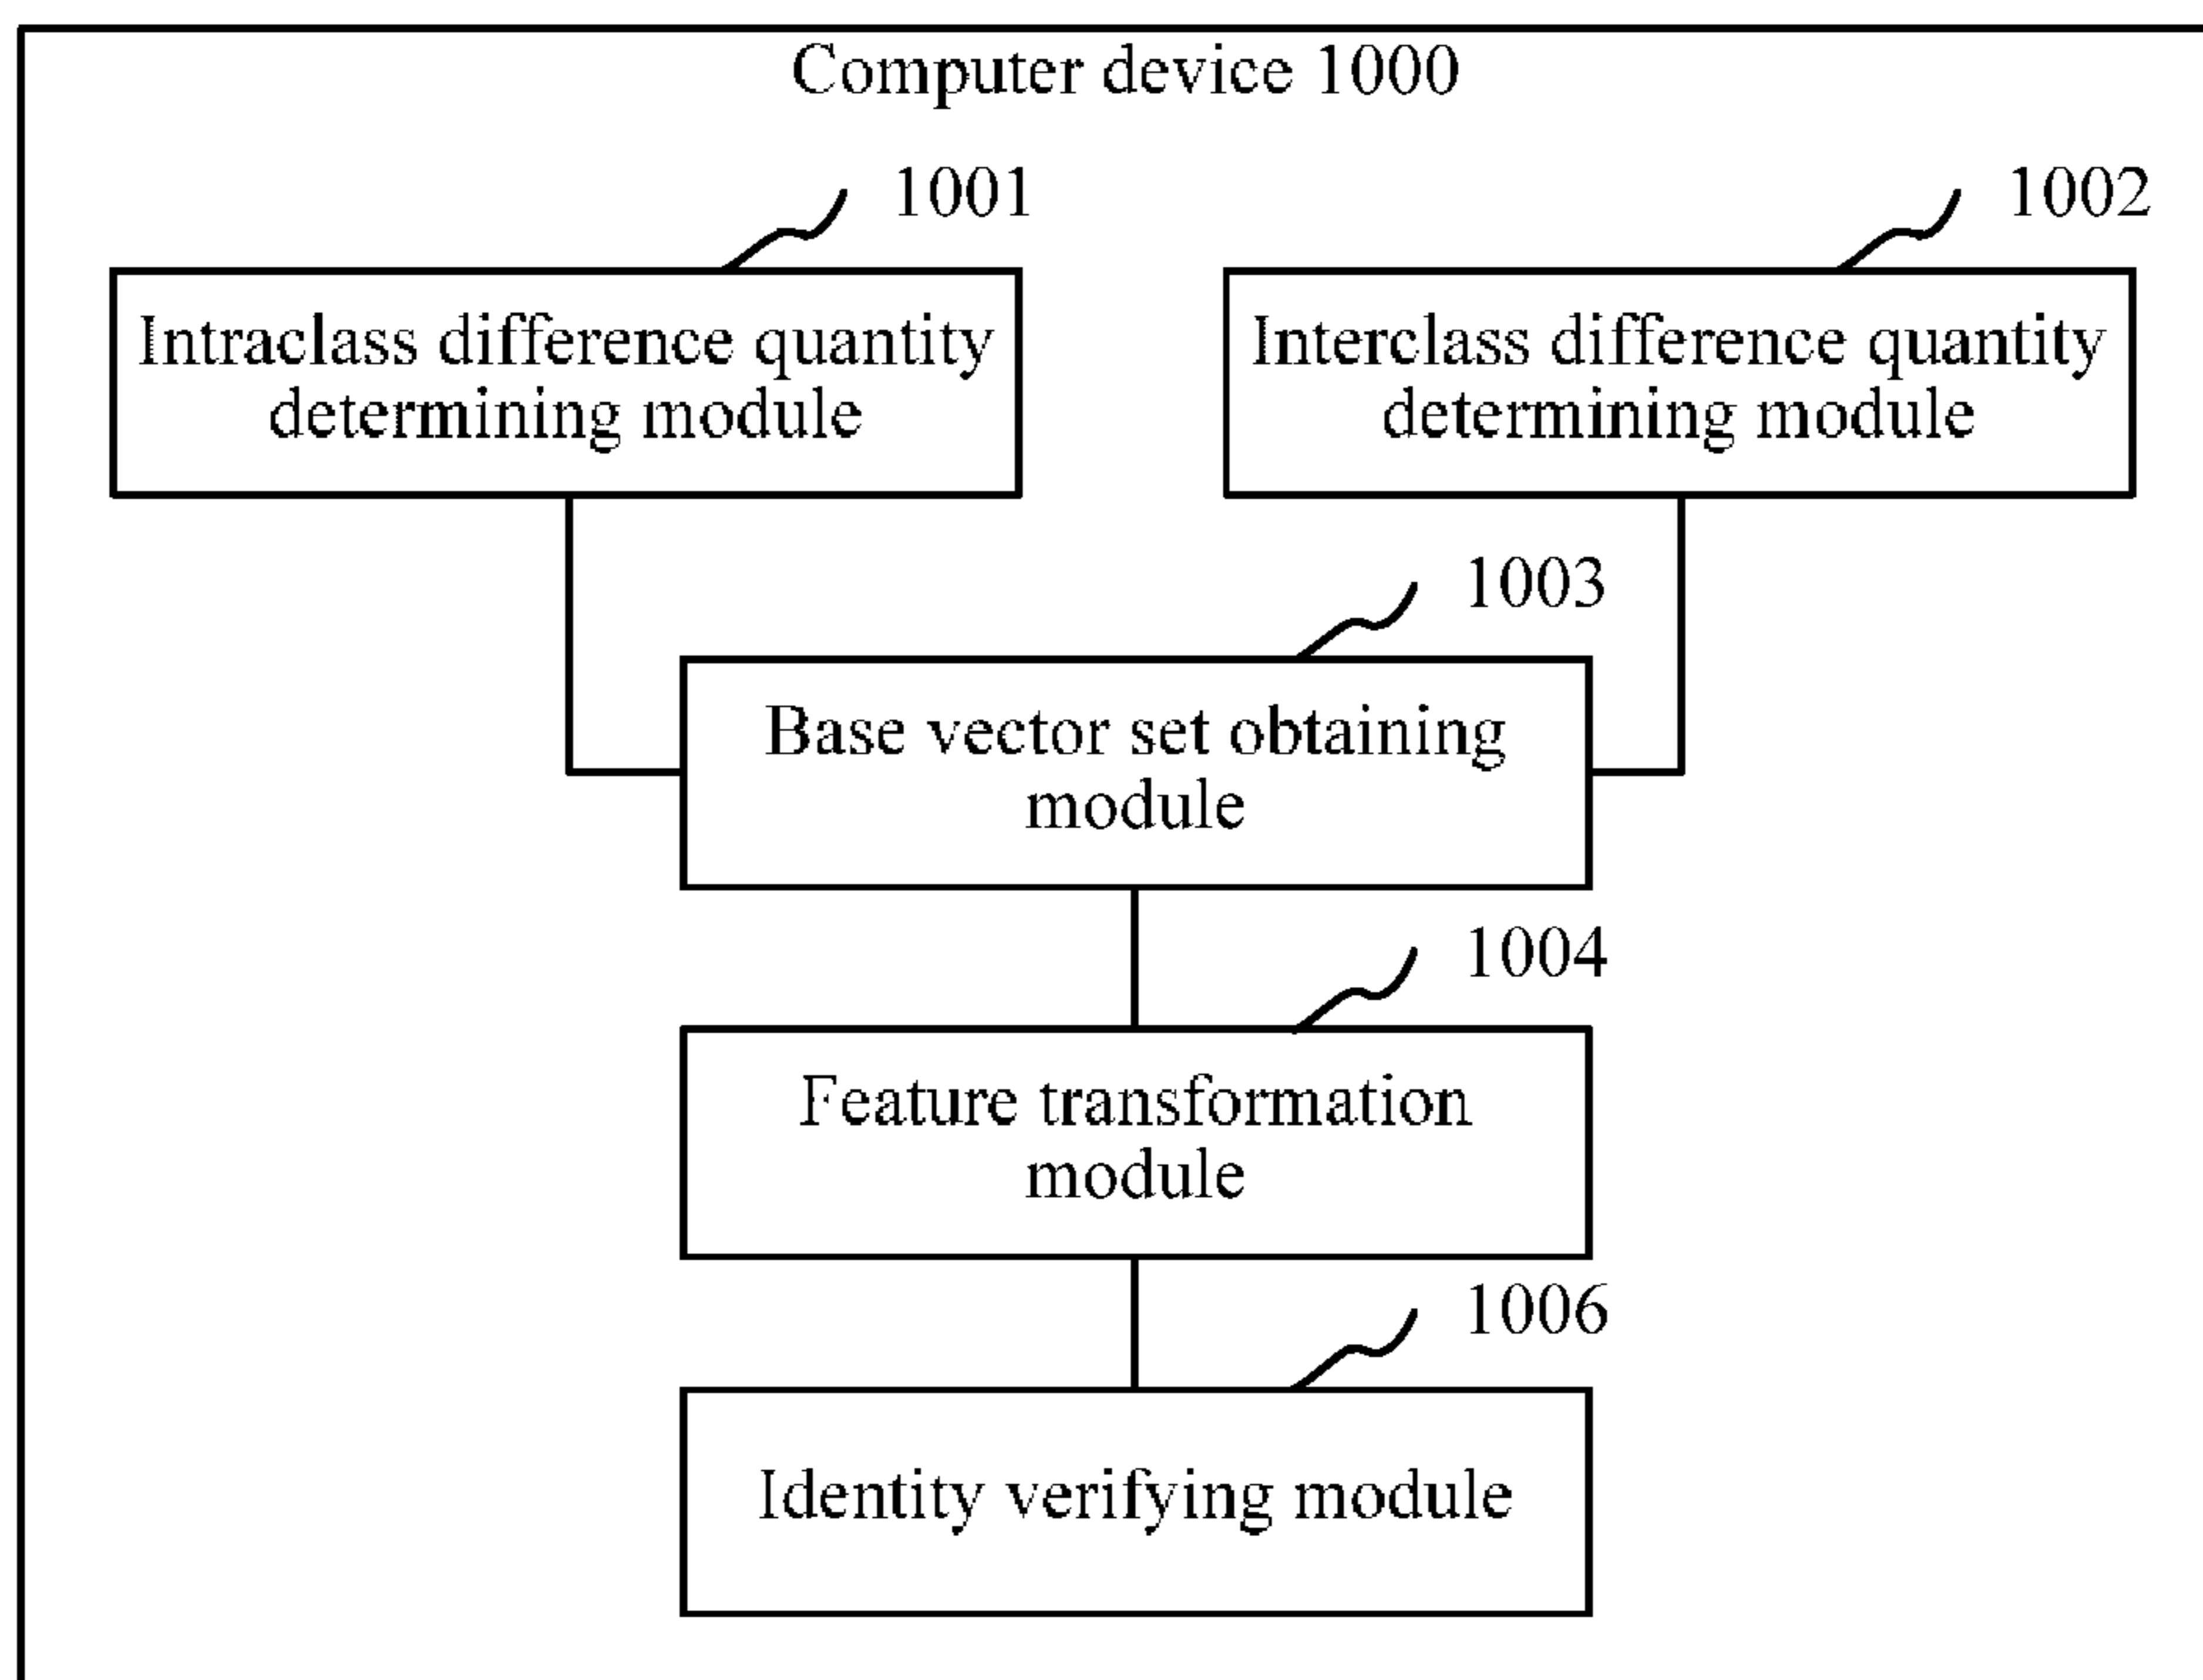 Computer device 1000
1001
1002
Intraclass difference quantity
determining module
Interclass difference quantity
determining module
1003
Base vector set obtaining
module
1004
Feature transformation
module
1006
Identity verifying module